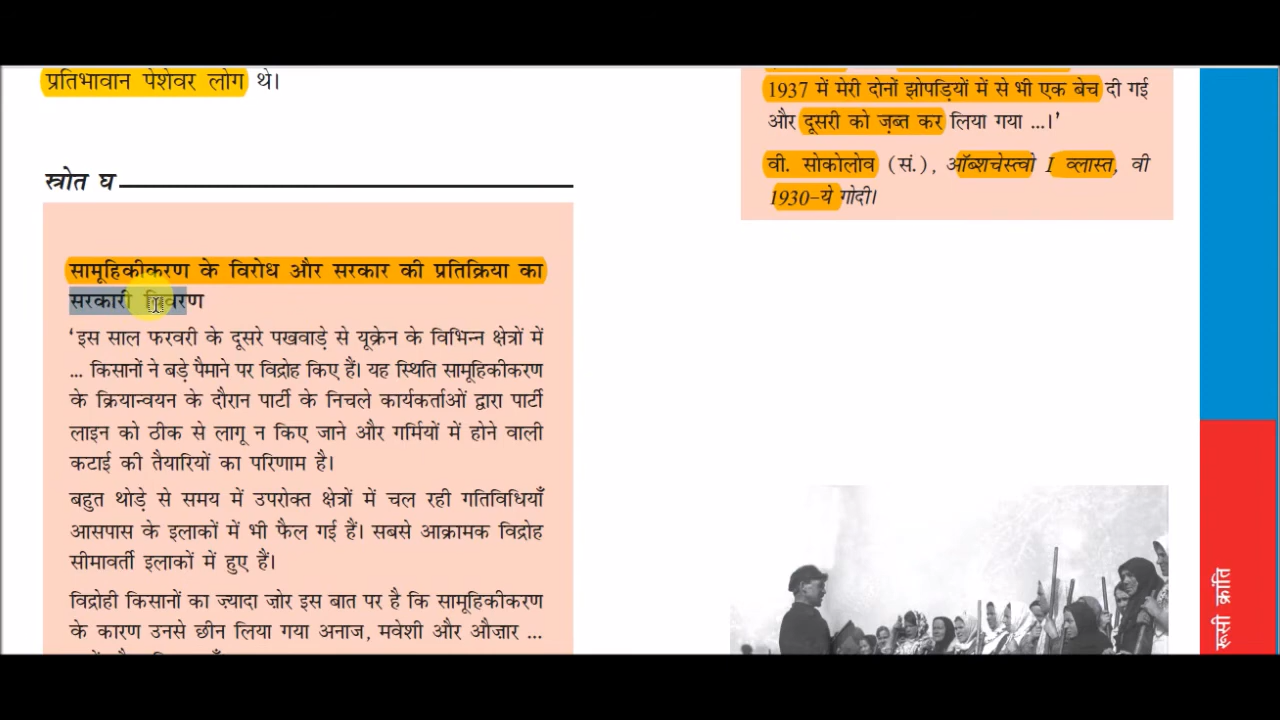 प्रतिभावान पेशेवर लोग थे।
स्त्रोत घ
सामूहिकीकरण के विरोध और सरकार की प्रतिक्रिया का
सरकारी विवरण
‘इस साल फरवरी के दूसरे पखवाड़े से यूक्रेन के विभिन्न क्षेत्रों में
... किसानों ने बड़े पैमाने पर विद्रोह किए हैं। यह स्थिति सामूहिकीकरण
के क्रियान्वयन के दौरान पार्टी के निचले कार्यकर्ताओं द्वारा पार्टी
लाइन को ठीक से लागू न किए जाने और गर्मियों में होने वाली
कटाई की तैयारियों का परिणाम है।
बहुत थोड़े से समय में उपरोक्त क्षेत्रों में चल रही गतिविधियाँ
आसपास के इलाकों में भी फैल गई हैं। सबसे आक्रामक विद्रोह
सीमावर्ती इलाकों में हुए हैं।
विद्रोही किसानों का ज्यादा ज़ोर इस बात पर है कि सामूहिकीकरण
के कारण उनसे छीन लिया गया अनाज, मवेशी और औज़ार ...
1937 में मेरी दोनों झोपड़ियों में से भी एक बेच दी गई
और दूसरी को ज़ब्त कर लिया गया ...।’
वी. सोकोलोव (सं.), ऑब्शचेस्त्वो I व्लास्त, वी
1930-ये गोदी।
रूसी क्रांति